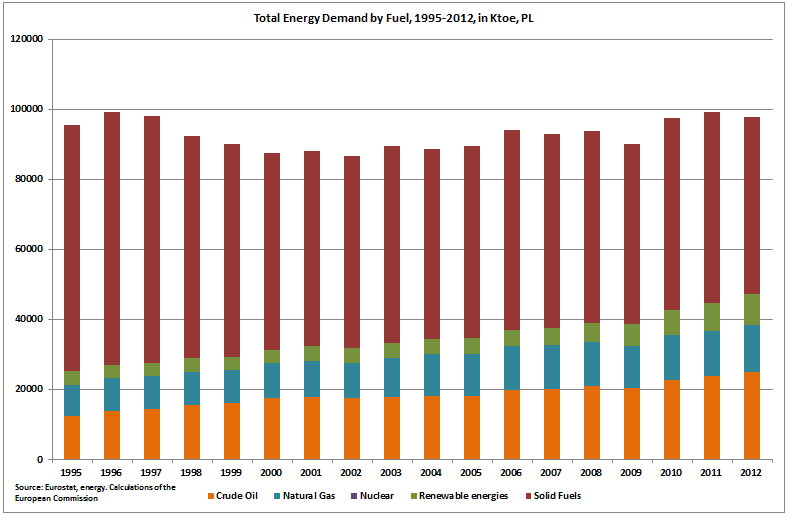 Total Energy Demand by Fuel, 1995-2012, in Ktoe, PL
120000
100000
80000
60000
40000
20000
0
1995 1996 1997 1998 1999 2000 2001 2002 2003 2004 2005 2006 2007 2008 2009 2010 2011 2012
Source: Eurostat, energy. Calculations of the
European Commission
Crude Oil Natural Gas Nuclear Renewable energies Solid Fuels